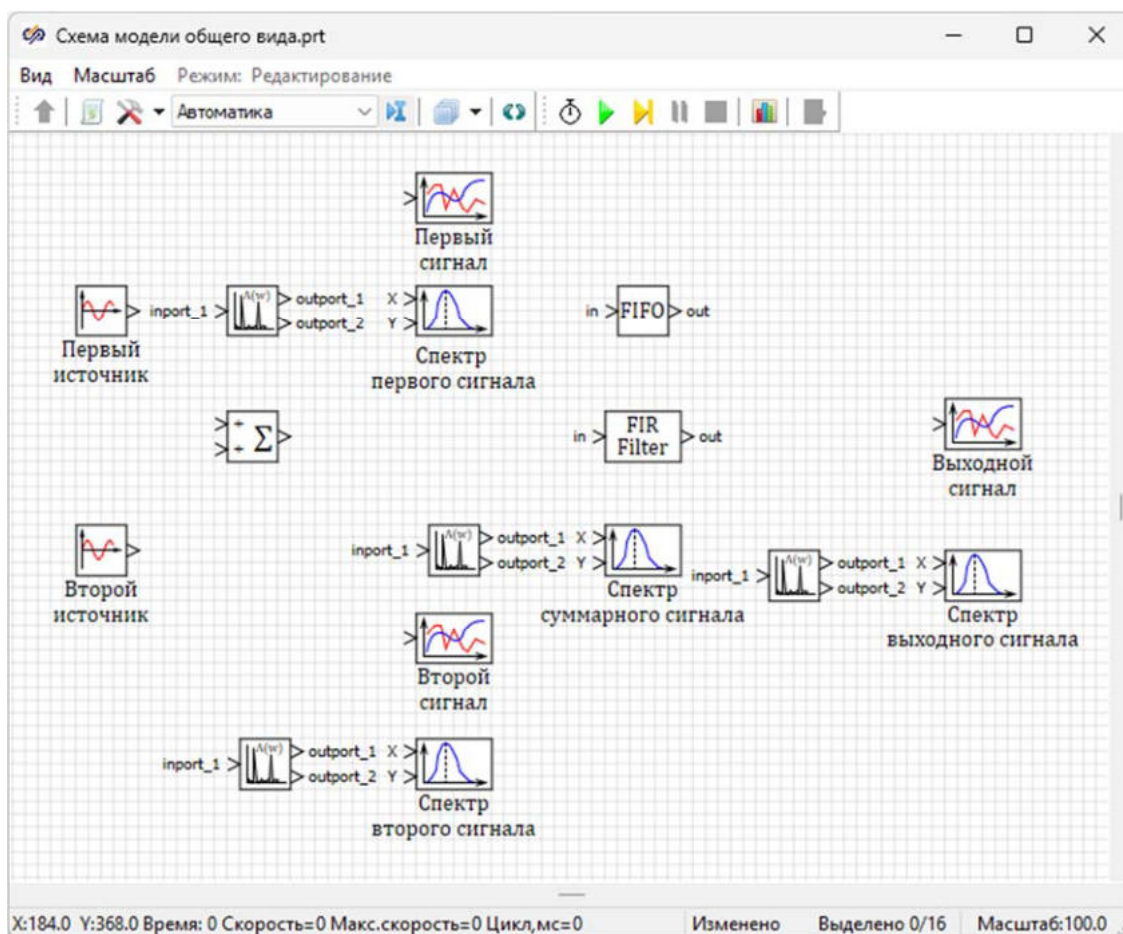 Схема модели общего вида.prt
Вид Масштаб Режим: Редактирование
Автоматика
Первый
сигнал
A(w)
inport_1 outport_1 X
outport_2 Y
in FIFO out
Первый
источник
Спектр
первого сигнала
+
+ Σ
in FIR
Filter out
Выходной
сигнал
A(w)
inport_1 outport_1 X
outport_2 Y
Второй
источник
Спектр
суммарного сигнала
A(w)
inport_1 outport_1 X
outport_2 Y
Спектр
выходного сигнала
Второй
сигнал
A(w)
inport_1 outport_1 X
outport_2 Y
Спектр
второго сигнала
X:184.0 Y:368.0 Время: 0 Скорость=0 Макс.скорость=0 Цикл,мс=0 Изменено Выделено 0/16 Масштаб:100.0